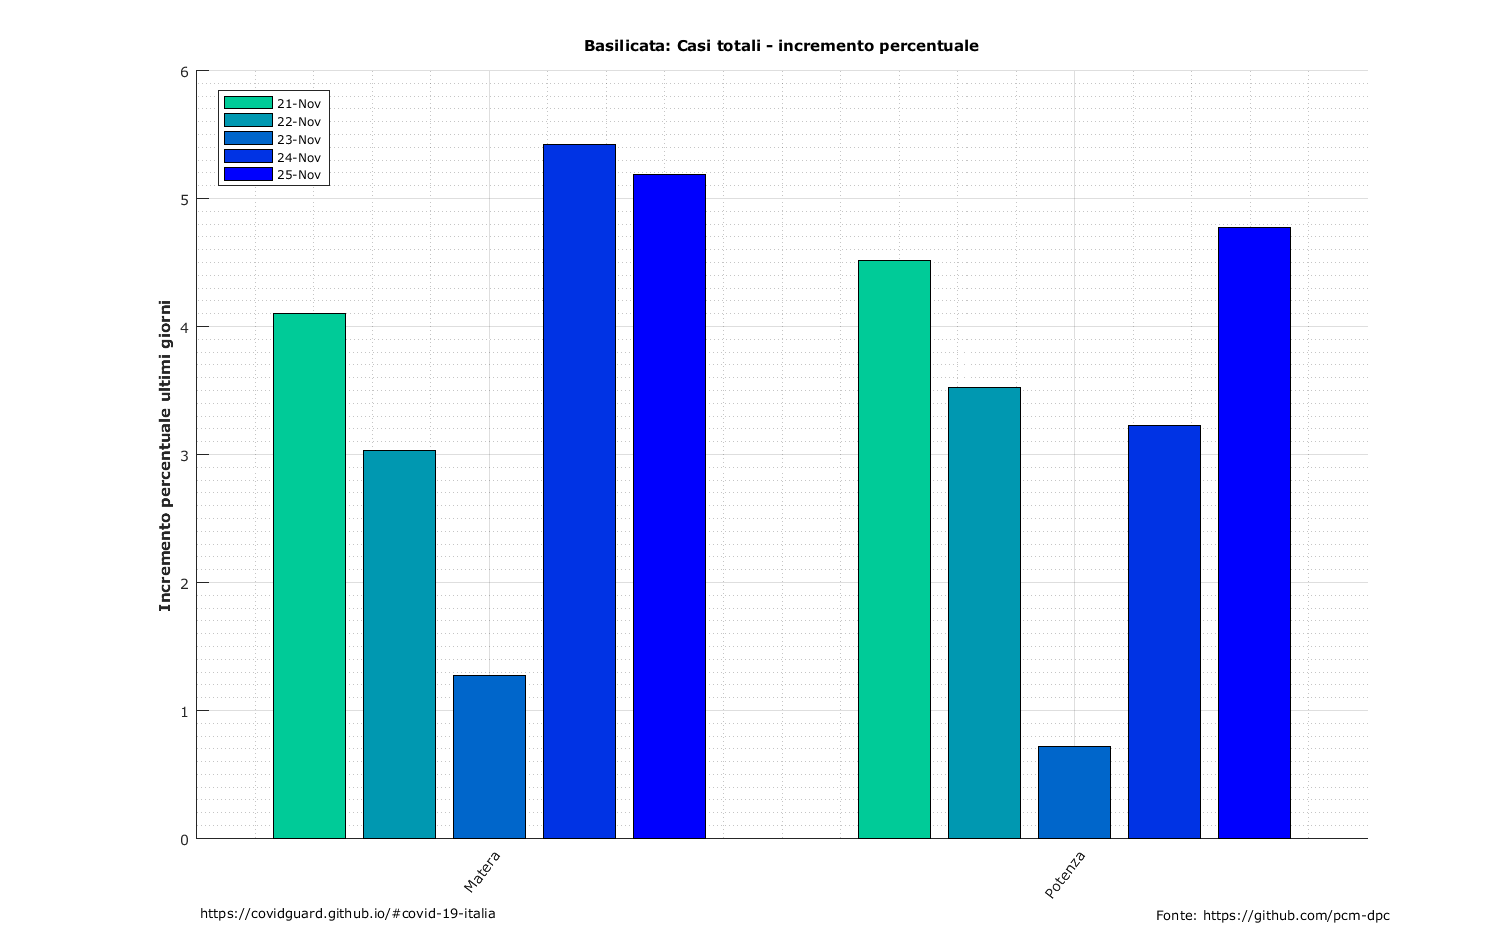 Basilicata: Casi totali - incremento percentuale
Incremento percentuale ultimi giorni
6
5
4
3
2
1
0
21-Nov
22-Nov
23-Nov
24-Nov
25-Nov
Matera
Potenza
https://covidguard.github.io/#covid-19-italia
Fonte: https://github.com/pcm-dpc